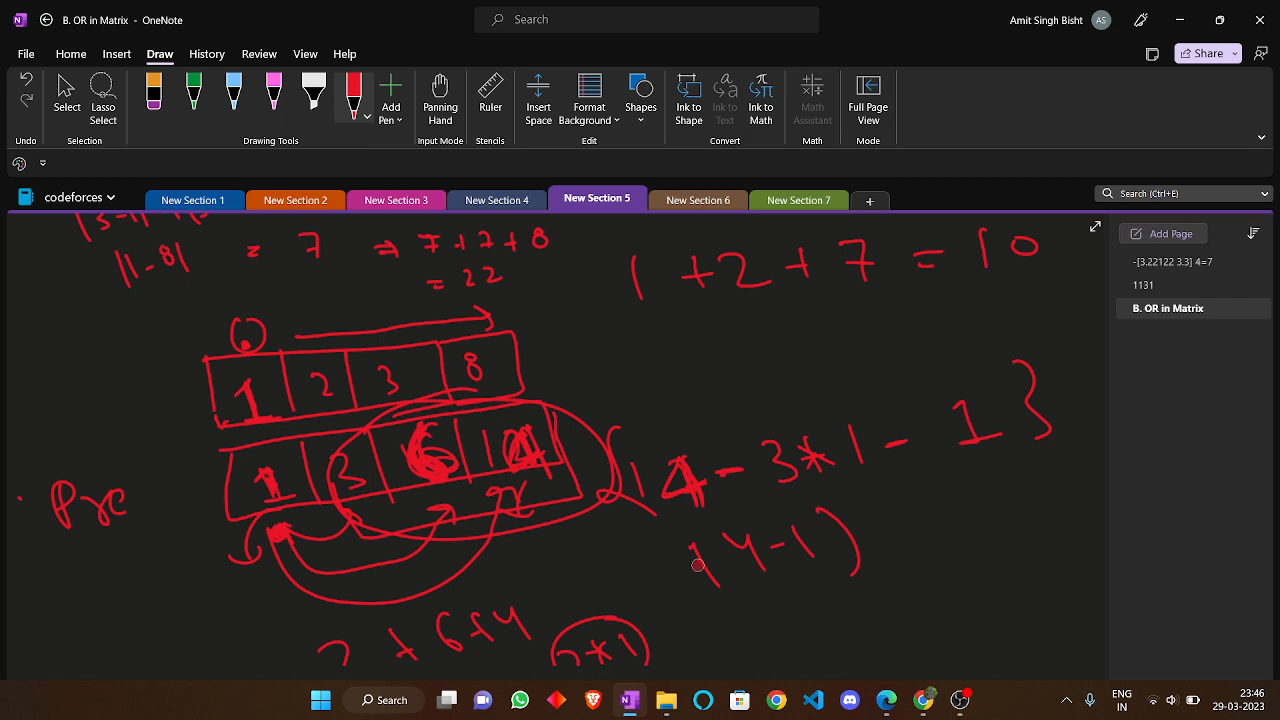 B. OR in Matrix - OneNote
Search
Amit Singh Bisht AS
File Home Insert Draw History Review View Help
Share
Undo
Select
Lasso Select
Add Pen
Panning Hand
Ruler
Insert Space
Format Background
Shapes
Ink to Shape
Ink to Text
Ink to Math
Math Assistant
Full Page View
Selection
Drawing Tools
Input Mode
Stencils
Edit
Convert
Mode
codeforces
New Section 1 New Section 2 New Section 3 New Section 4 New Section 5 New Section 6 New Section 7
Search (Ctrl+E)
Add Page
-[3.22122 3.3] 4=7
1131
B. OR in Matrix
|1-8| = 7 => 7+7+8
= 22
1 + 2 + 7 = 10
1 2 3 8
1 3 6 14
Pre
14 - 3*1 - 1 }
(4-1)
+ 6 + 4
Search
ENG
IN
23:46
29-03-2023